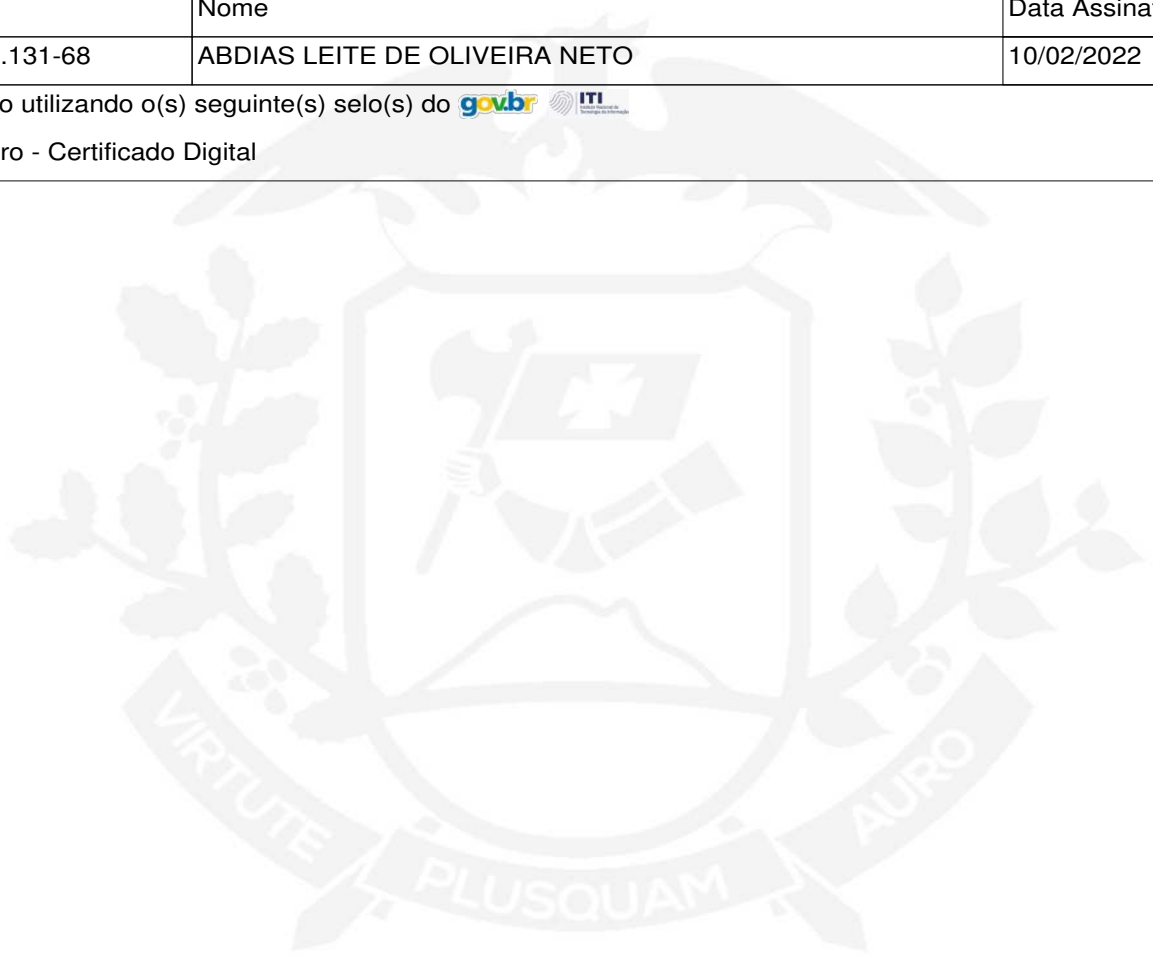 Nome Data Assina
.131-68 ABDIAS LEITE DE OLIVEIRA NETO 10/02/2022
o utilizando o(s) seguinte(s) selo(s) do gov.br ITI
ro - Certificado Digital
VIRTUTE PLUSQUAM AURO